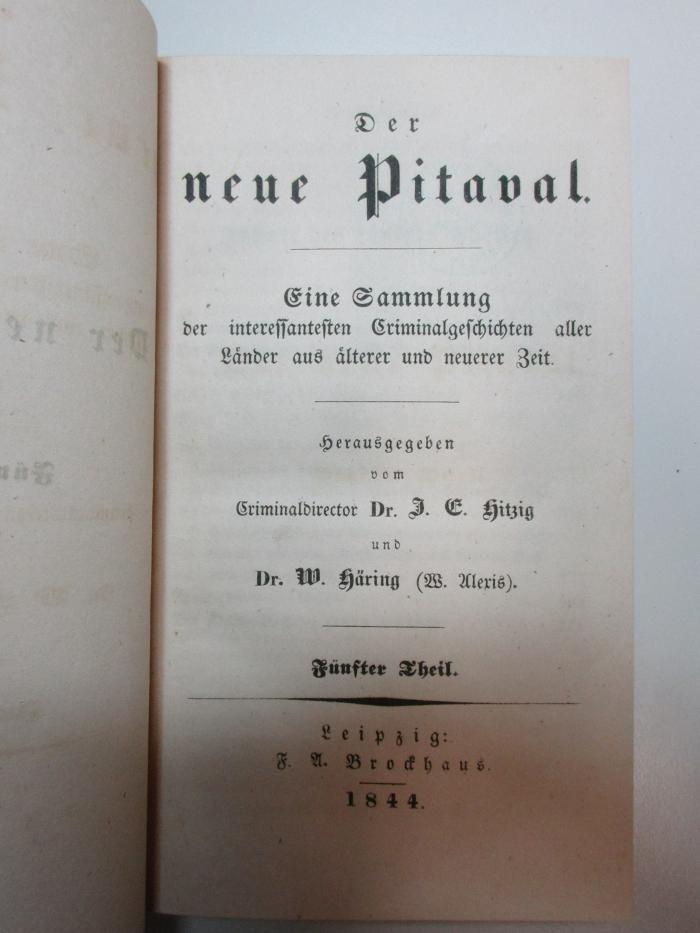 Der
neue Pitaval.
Eine Sammlung
der interessantesten Criminalgeschichten aller
Länder aus älterer und neuerer Zeit.
Herausgegeben
vom
Criminaldirector Dr. J. E. Hitzig
und
Dr. W. Häring (W. Alexis).
Fünfter Theil.
Leipzig:
F. A. Brockhaus.
1844.